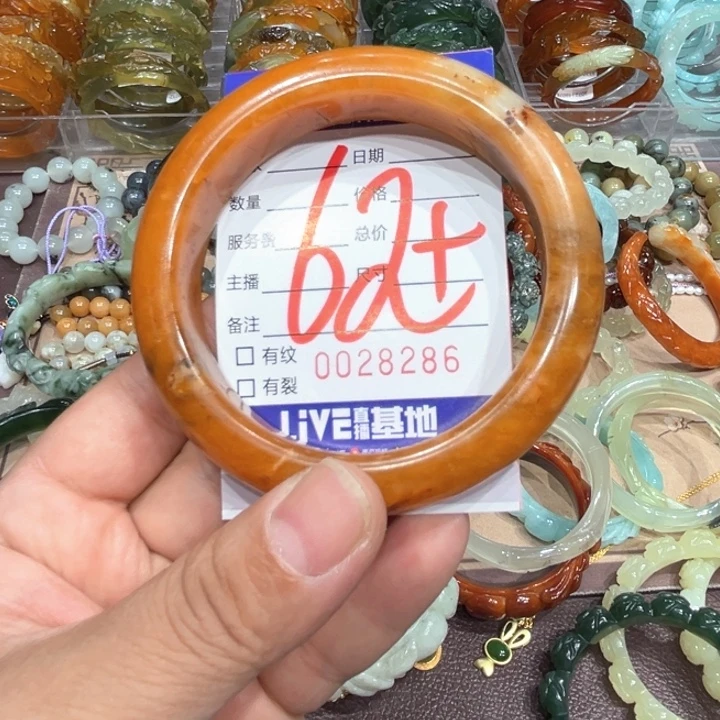 日期
数量 价格
服务费 总价
主播 尺寸
62+
备注
□ 有纹
0028286
□ 有裂
LIVE直播基地